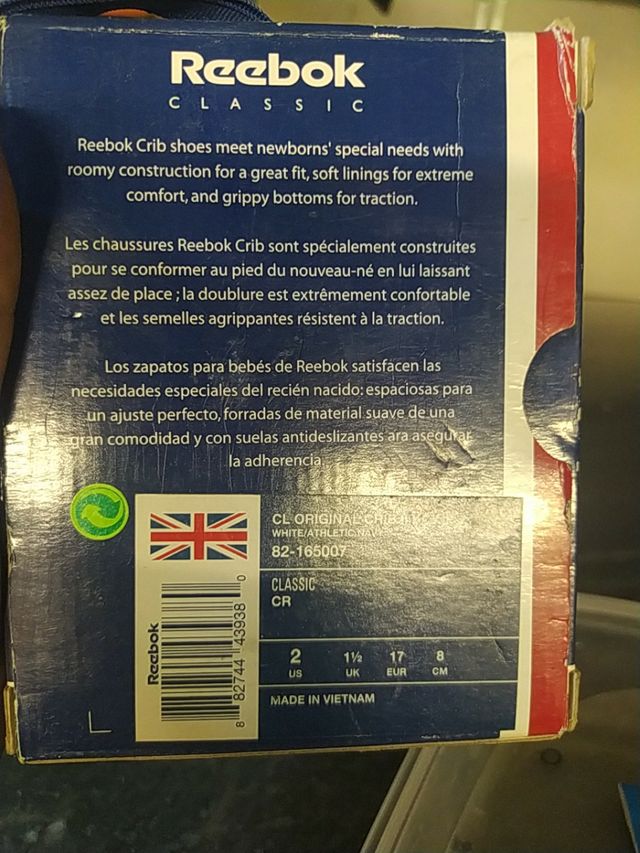 Reebok
CLASSIC
Reebok Crib shoes meet newborns' special needs with
roomy construction for a great fit, soft linings for extreme
comfort, and grippy bottoms for traction.
Les chaussures Reebok Crib sont spécialement construites
pour se conformer au pied du nouveau-né en lui laissant
assez de place ; la doublure est extrêmement confortable
et les semelles agrippantes résistent à la traction.
Los zapatos para bebés de Reebok satisfacen las
necesidades especiales del recién nacido: espaciosas para
un ajuste perfecto, forradas de material suave de una
gran comodidad y con suelas antideslizantes ara asegurar
la adherencia
CL ORIGINAL CRIB
WHITE/ATHLETIC NAVY
82-165007
CLASSIC
CR
2 1½ 17 8
US UK EUR CM
MADE IN VIETNAM
Reebok
8 82744 43938 0